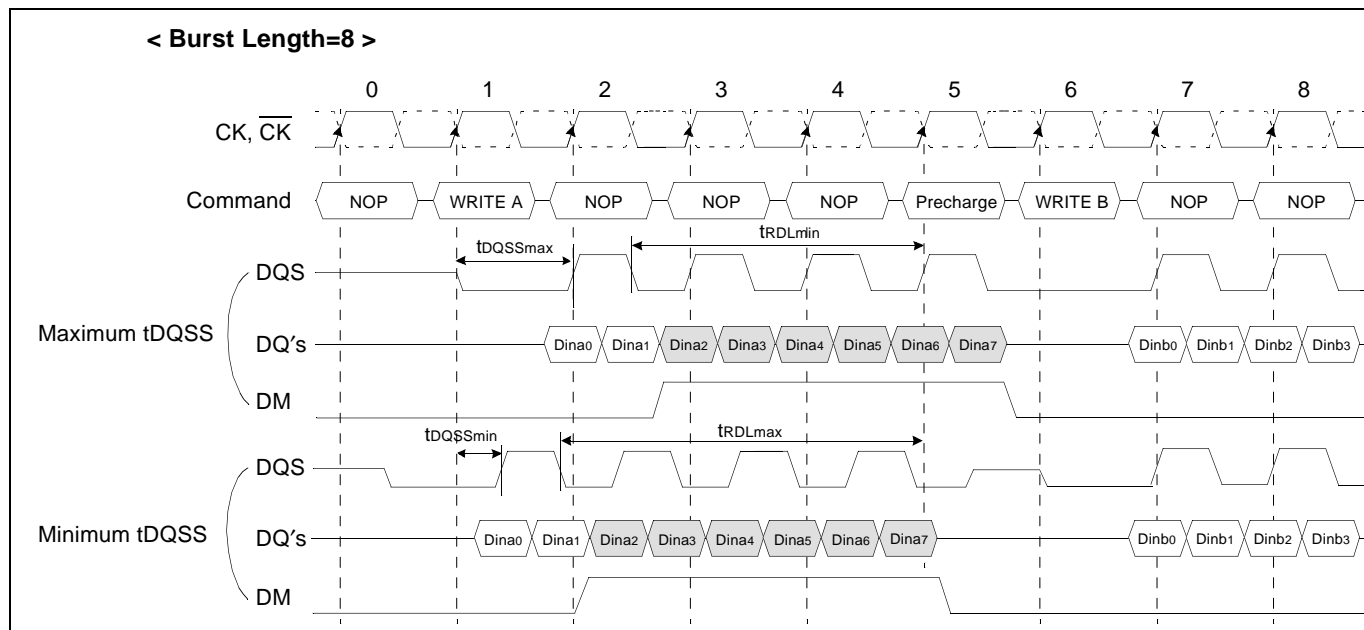 < Burst Length=8 >
0 1 2 3 4 5 6 7 8
CK, CK
Command NOP WRITE A NOP NOP NOP Precharge WRITE B NOP NOP
tDQSSmax tRDLmin
DQS
Maximum tDQSS
DQ's Dina0 Dina1 Dina2 Dina3 Dina4 Dina5 Dina6 Dina7 Dinb0 Dinb1 Dinb2 Dinb3
DM
tDQSSmin tRDLmax
DQS
Minimum tDQSS
DQ's Dina0 Dina1 Dina2 Dina3 Dina4 Dina5 Dina6 Dina7 Dinb0 Dinb1 Dinb2 Dinb3
DM